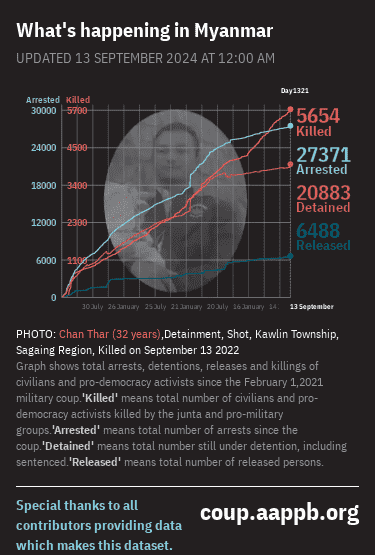 What's happening in Myanmar
UPDATED 13 SEPTEMBER 2024 AT 12:00 AM
Day1321
Arrested Killed
30000 5700
24000 4500
18000 3400
12000 2300
6000 1100
0
5654
Killed
27371
Arrested
20883
Detained
6488
Released
30 July 26 January 25 July 21 January 20 July 16 January 14 13 September
PHOTO: Chan Thar (32 years),Detainment, Shot, Kawlin Township,
Sagaing Region, Killed on September 13 2022
Graph shows total arrests, detentions, releases and killings of
civilians and pro-democracy activists since the February 1,2021
military coup.'Killed' means total number of civilians and pro-
democracy activists killed by the junta and pro-military
groups.'Arrested' means total number of arrests since the
coup.'Detained' means total number still under detention, including
sentenced.'Released' means total number of released persons.
Special thanks to all
contributors providing data
which makes this dataset.
coup.aappb.org